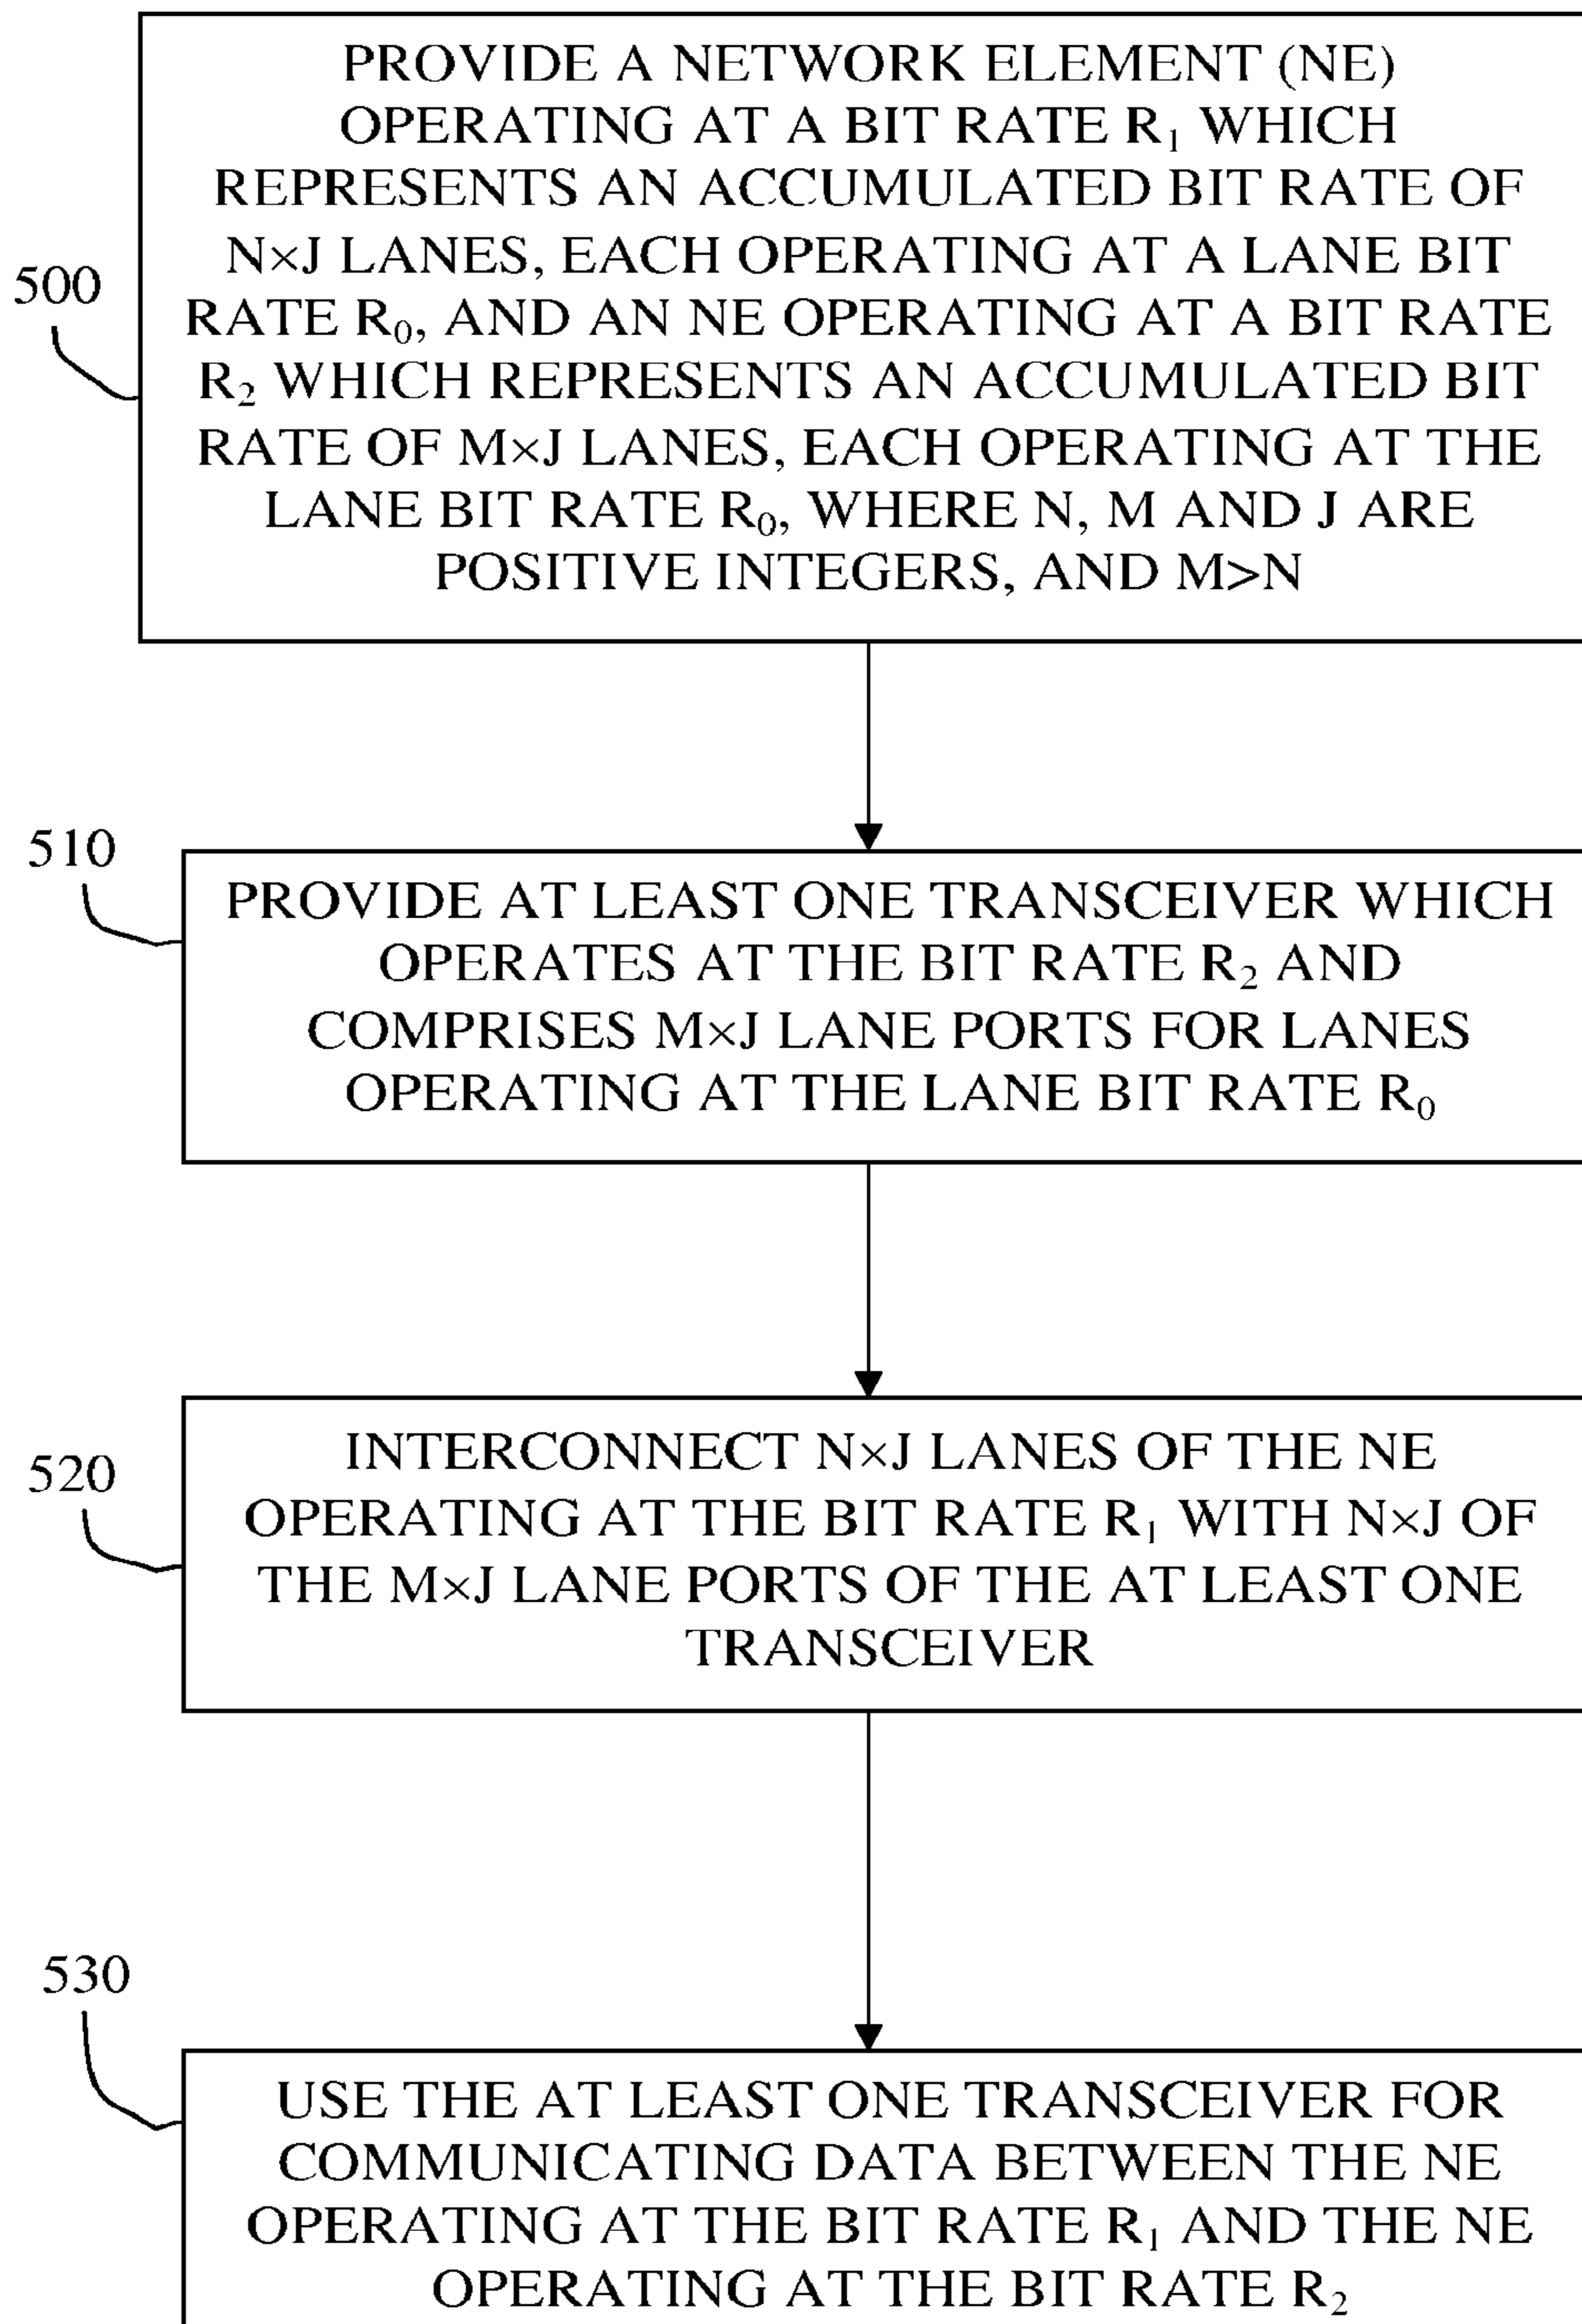 PROVIDE A NETWORK ELEMENT (NE)
OPERATING AT A BIT RATE R₁ WHICH
REPRESENTS AN ACCUMULATED BIT RATE OF
N×J LANES, EACH OPERATING AT A LANE BIT
500
RATE R₀, AND AN NE OPERATING AT A BIT RATE
R₂ WHICH REPRESENTS AN ACCUMULATED BIT
RATE OF M×J LANES, EACH OPERATING AT THE
LANE BIT RATE R₀, WHERE N, M AND J ARE
POSITIVE INTEGERS, AND M>N
510
PROVIDE AT LEAST ONE TRANSCEIVER WHICH
OPERATES AT THE BIT RATE R₂ AND
COMPRISES M×J LANE PORTS FOR LANES
OPERATING AT THE LANE BIT RATE R₀
520
INTERCONNECT N×J LANES OF THE NE
OPERATING AT THE BIT RATE R₁ WITH N×J OF
THE M×J LANE PORTS OF THE AT LEAST ONE
TRANSCEIVER
530
USE THE AT LEAST ONE TRANSCEIVER FOR
COMMUNICATING DATA BETWEEN THE NE
OPERATING AT THE BIT RATE R₁ AND THE NE
OPERATING AT THE BIT RATE R₂